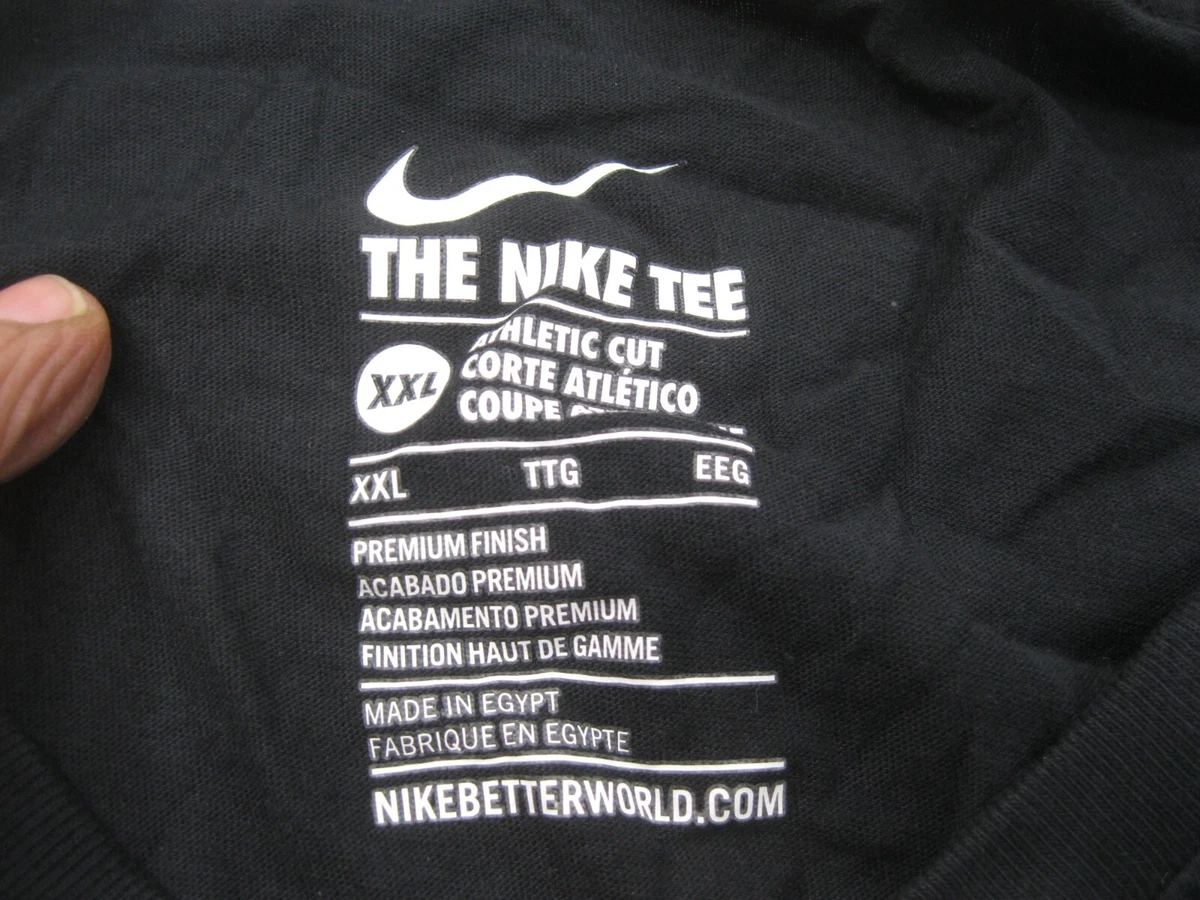 THE NIKE TEE
XXL
ATHLETIC CUT
CORTE ATLÉTICO
COUPE
XXL TTG EEG
PREMIUM FINISH
ACABADO PREMIUM
ACABAMENTO PREMIUM
FINITION HAUT DE GAMME
MADE IN EGYPT
FABRIQUE EN EGYPTE
NIKEBETTERWORLD.COM